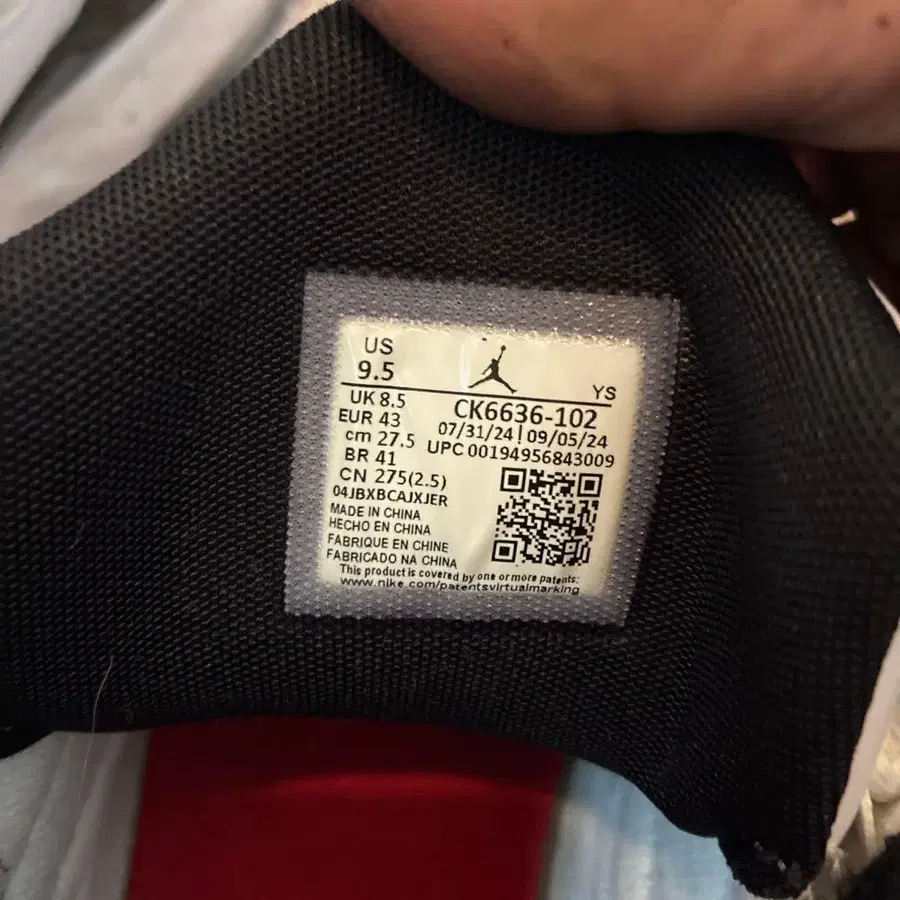 US
9.5
YS
UK 8.5
CK6636-102
EUR 43
07/31/24 | 09/05/24
cm 27.5
UPC 00194956843009
BR 41
CN 275(2.5)
04JBXBCAJXJER
MADE IN CHINA
HECHO EN CHINA
FABRIQUE EN CHINE
FABRICADO NA CHINA
This product is covered by one or more patents:
www.nike.com/patentsvirtualmarking